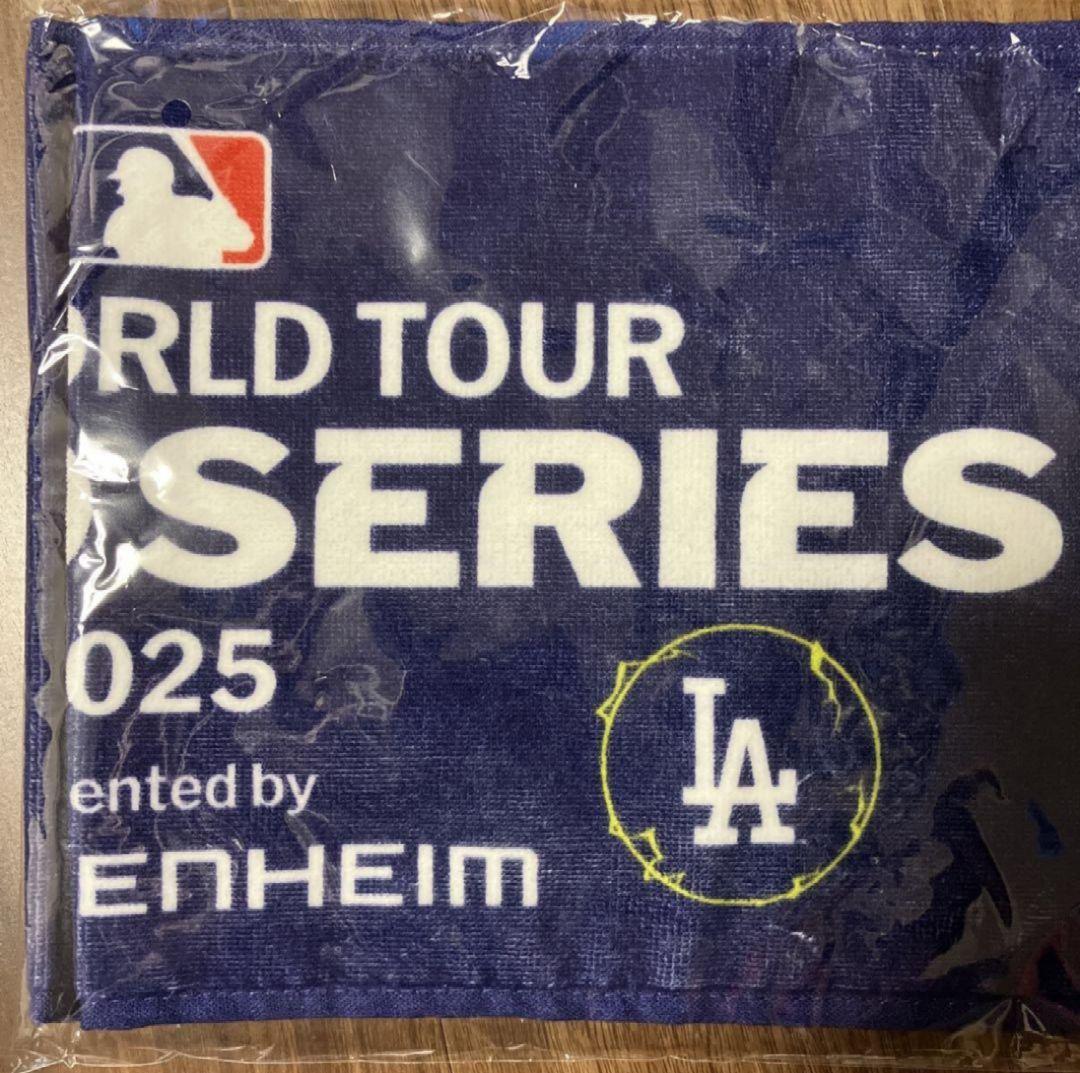 ORLD TOUR
SERIES
025
ented by
ENHEIM
LA